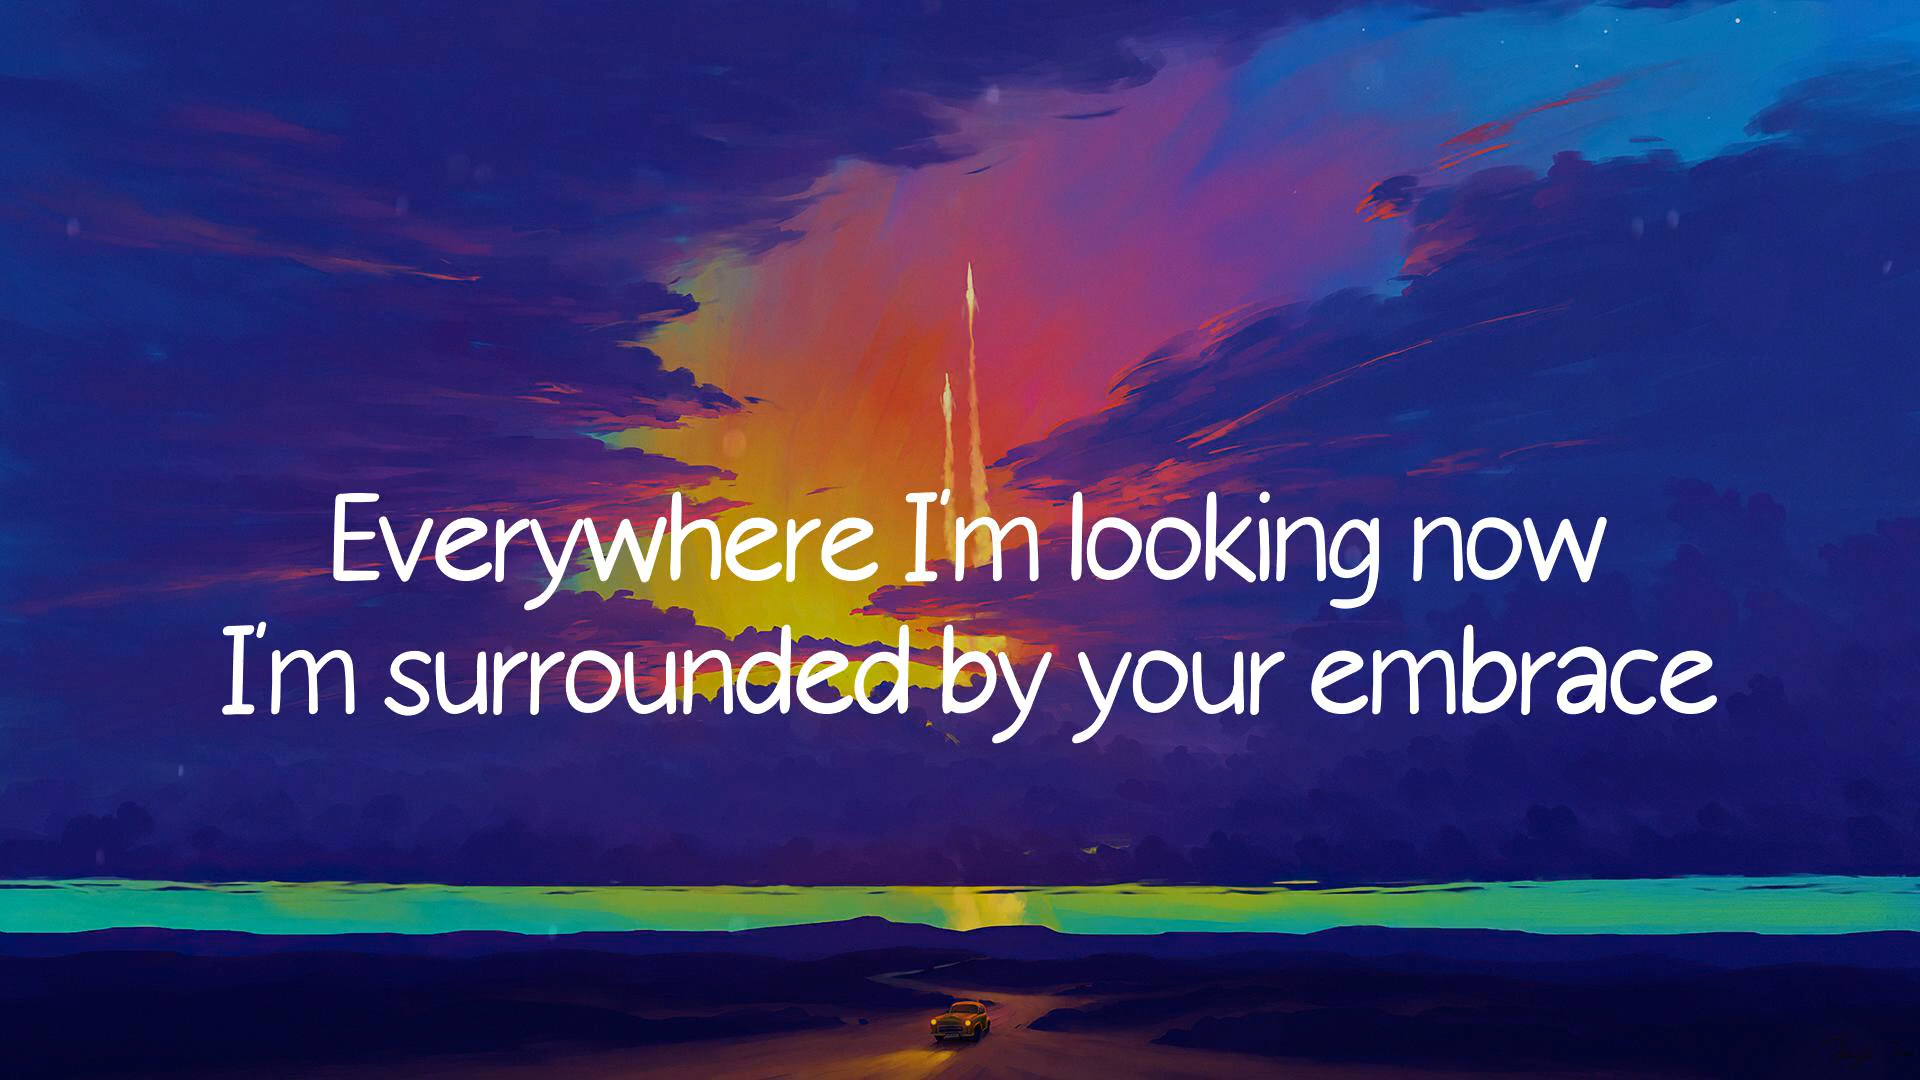 Everywhere I'm looking now
I'm surrounded by your embrace